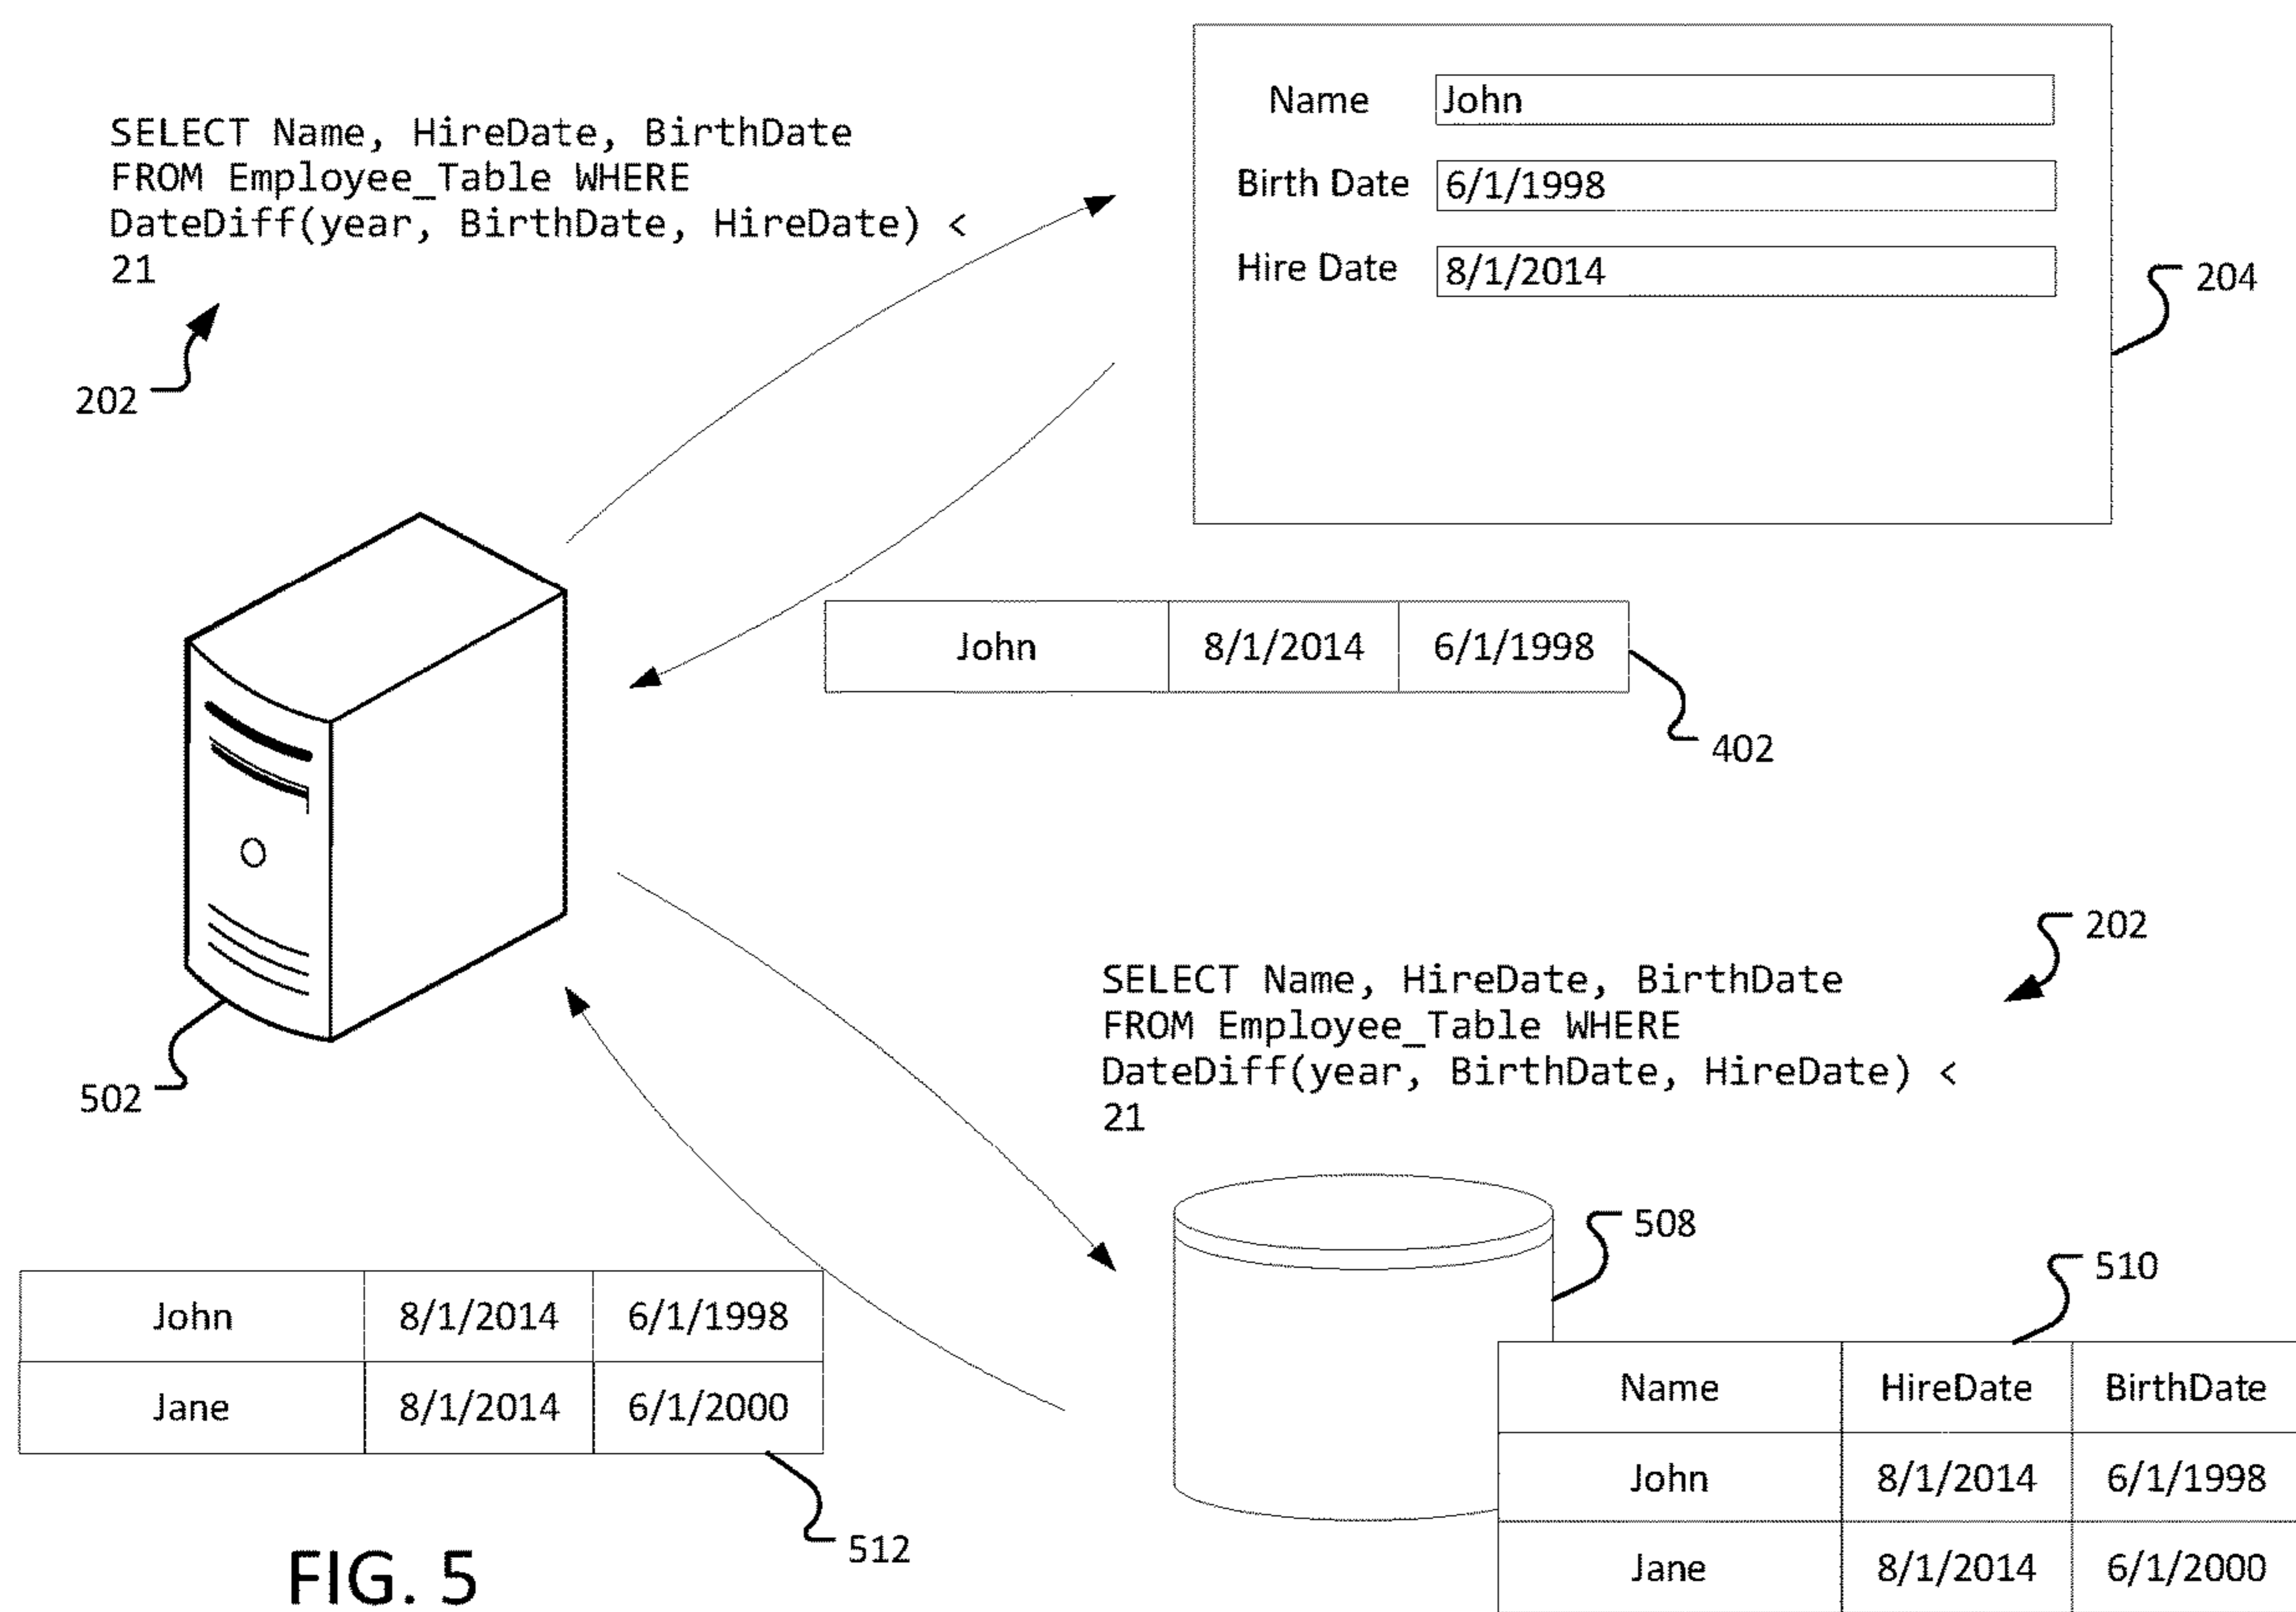 SELECT Name, HireDate, BirthDate
FROM Employee_Table WHERE
DateDiff(year, BirthDate, HireDate) <
21
202
Name John
Birth Date 6/1/1998
Hire Date 8/1/2014
204
John 8/1/2014 6/1/1998
402
502
202
SELECT Name, HireDate, BirthDate
FROM Employee_Table WHERE
DateDiff(year, BirthDate, HireDate) <
21
508
510
Name HireDate BirthDate
John 8/1/2014 6/1/1998
Jane 8/1/2014 6/1/2000
John 8/1/2014 6/1/1998
Jane 8/1/2014 6/1/2000
512
FIG. 5